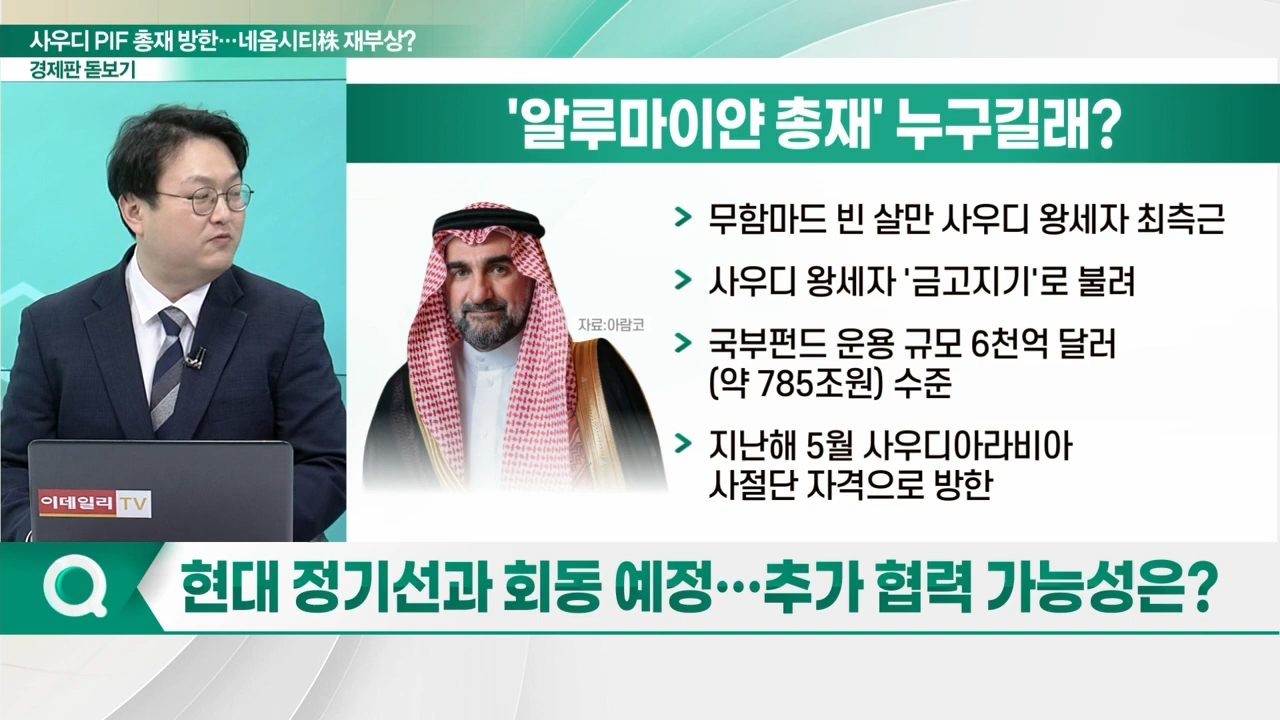 사우디 PIF 총재 방한…네옴시티株 재부상?
경제판 돋보기
'알루마이얀 총재' 누구길래?
무함마드 빈 살만 사우디 왕세자 최측근
사우디 왕세자 '금고지기'로 불려
자료:아람코
국부펀드 운용 규모 6천억 달러
(약 785조원) 수준
지난해 5월 사우디아라비아
사절단 자격으로 방한
이데일리 TV
현대 정기선과 회동 예정…추가 협력 가능성은?